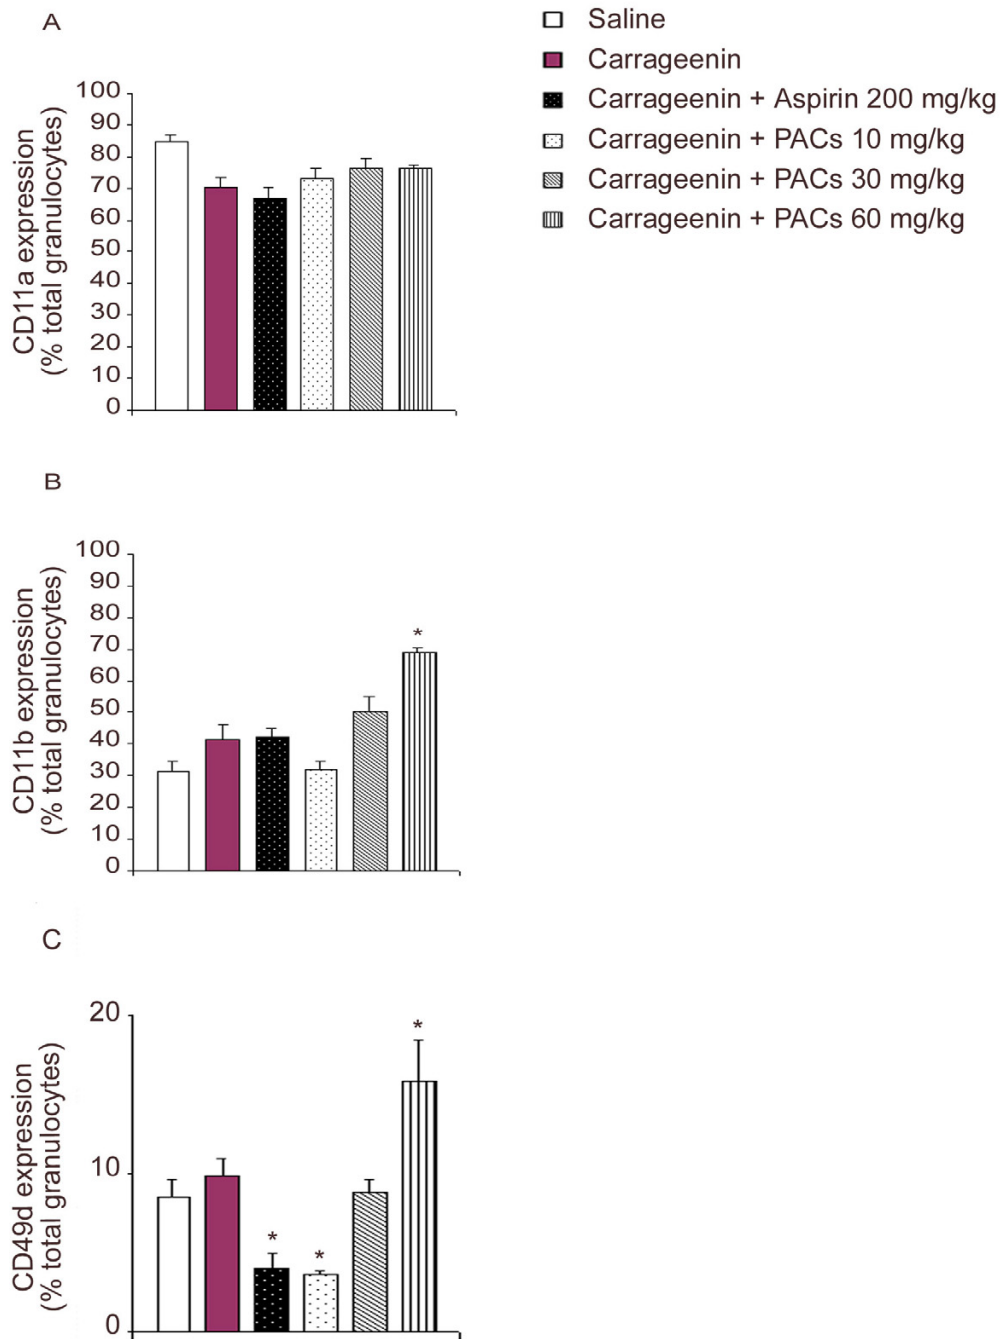 A
Saline
Carrageenin
Carrageenin + Aspirin 200 mg/kg
Carrageenin + PACs 10 mg/kg
Carrageenin + PACs 30 mg/kg
Carrageenin + PACs 60 mg/kg
CD11a expression
(% total granulocytes)
100
90
80
70
60
50
40
30
20
10
0
B
CD11b expression
(% total granulocytes)
100
90
80
70
60
50
40
30
20
10
0
*
C
CD49d expression
(% total granulocytes)
20
10
0
*
*
*